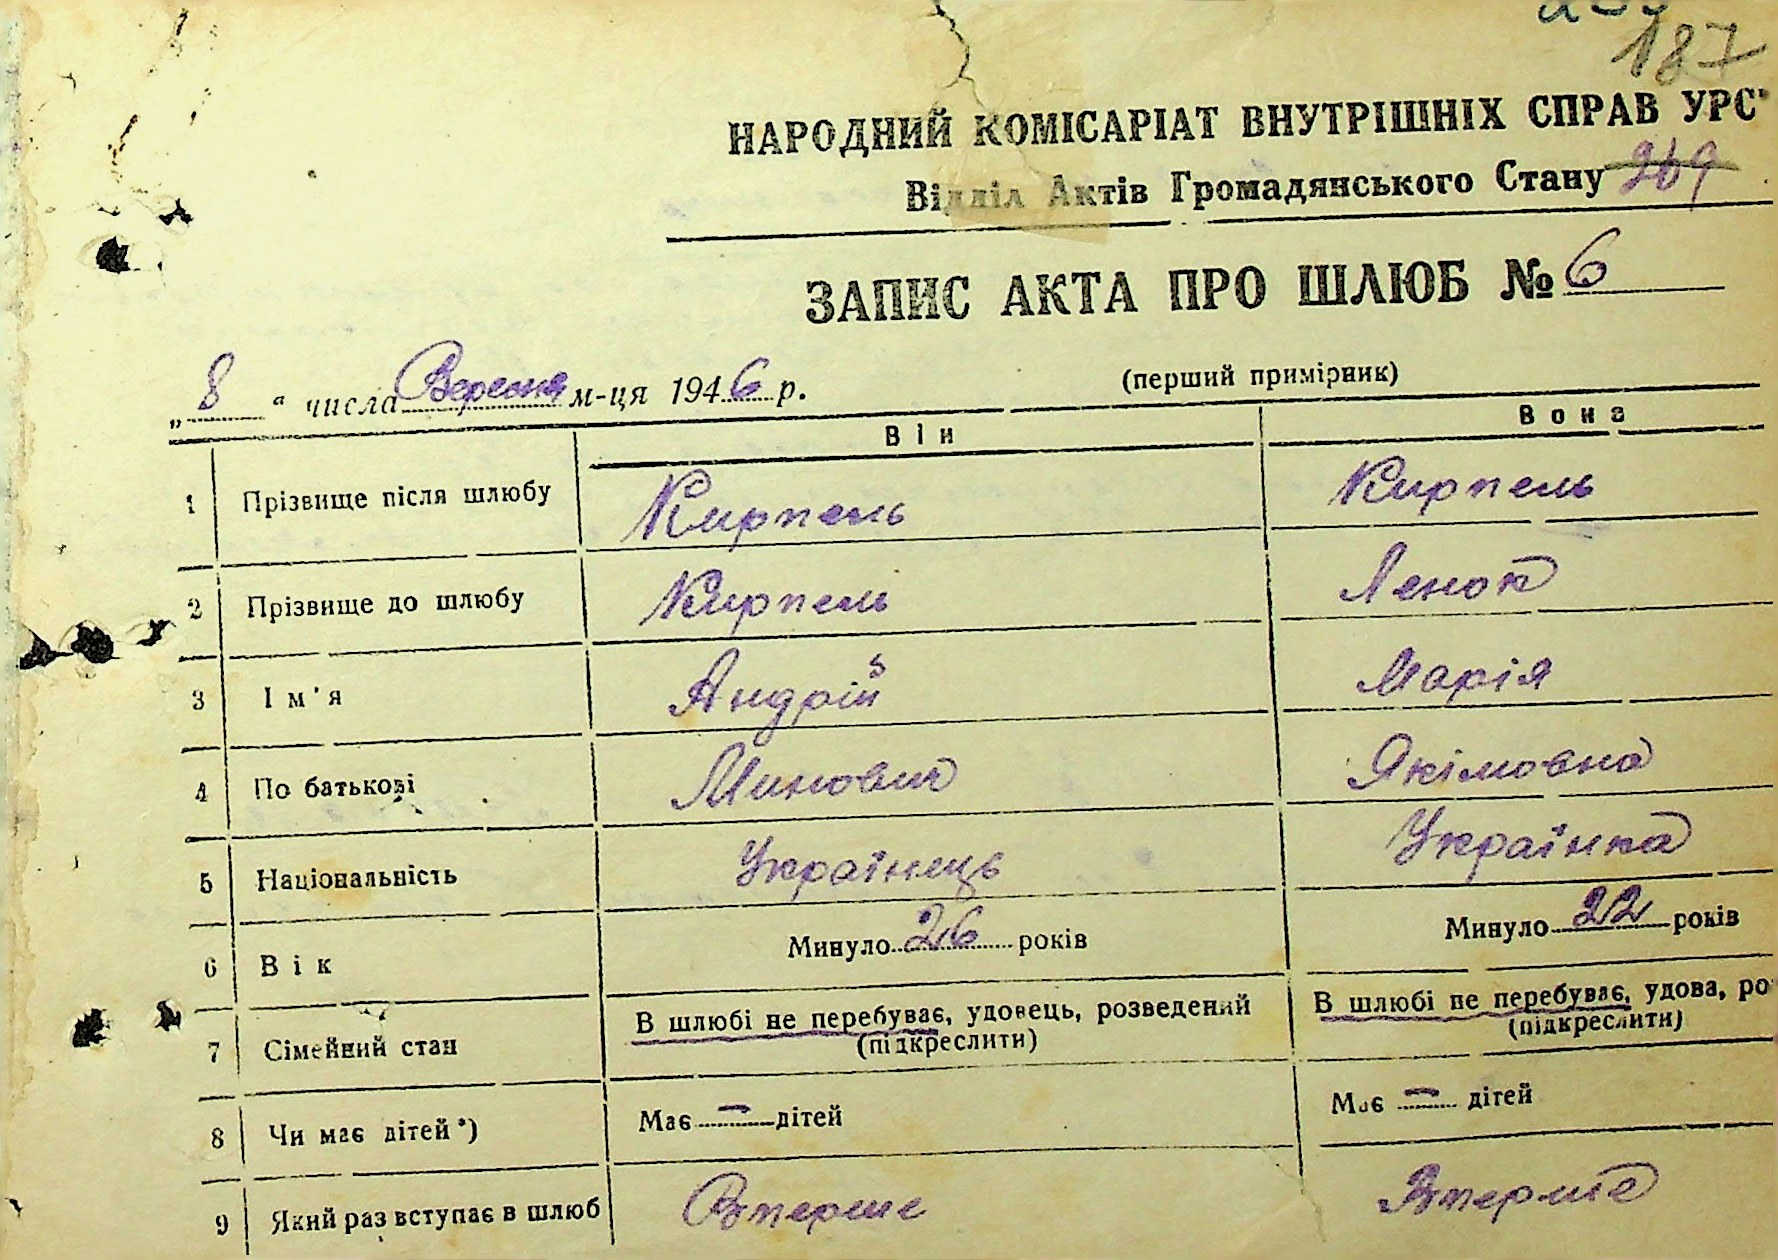 187
НАРОДНИЙ КОМІСАРІАТ ВНУТРІШНІХ СПРАВ УРС
Відділ Актів Громадянського Стану 269
ЗАПИС АКТА ПРО ШЛЮБ № 6
„ 8 " числа Вересня м-ця 1946 р. (перший примірник)
Він Вона
1 Прізвище після шлюбу Кирпель Кирпель
2 Прізвище до шлюбу Кирпель Ленок
3 Ім'я Андрій Марія
4 По батькові Минович Якімовна
5 Національність Українець Українка
6 Вік Минуло 26 років Минуло 22 років
7 Сімейний стан В шлюбі не перебуває, удовець, розведений (підкреслити) В шлюбі не перебуває, удова, ро (підкреслити)
8 Чи має дітей*) Має — дітей Має — дітей
9 Який раз вступає в шлюб Вперше Вперше